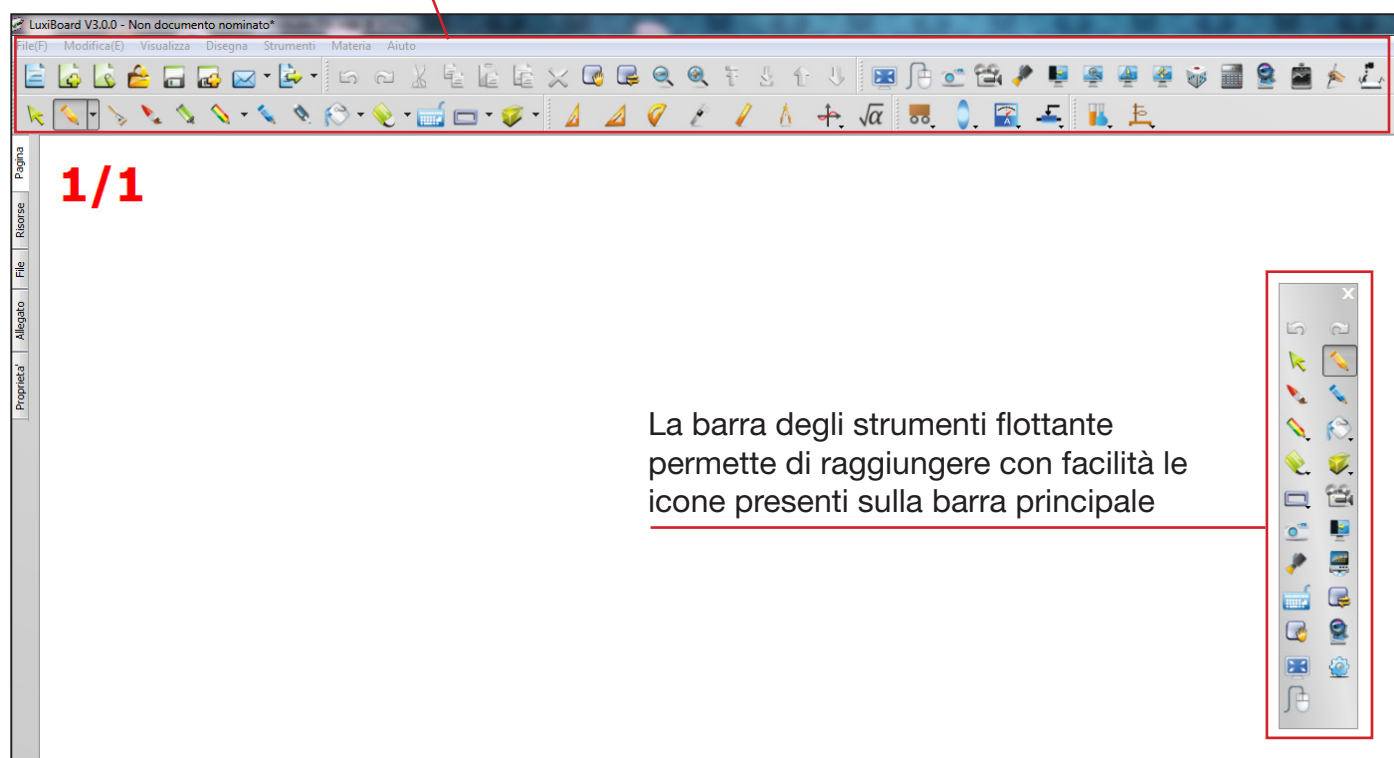 LuxiBoard V3.0.0 - Non documento nominato*
File(F) Modifica(E) Visualizza Disegna Strumenti Materia Aiuto
√α
Pagina
1/1
Risorse
File
Allegato
Proprieta'
La barra degli strumenti flottante
permette di raggiungere con facilità le
icone presenti sulla barra principale